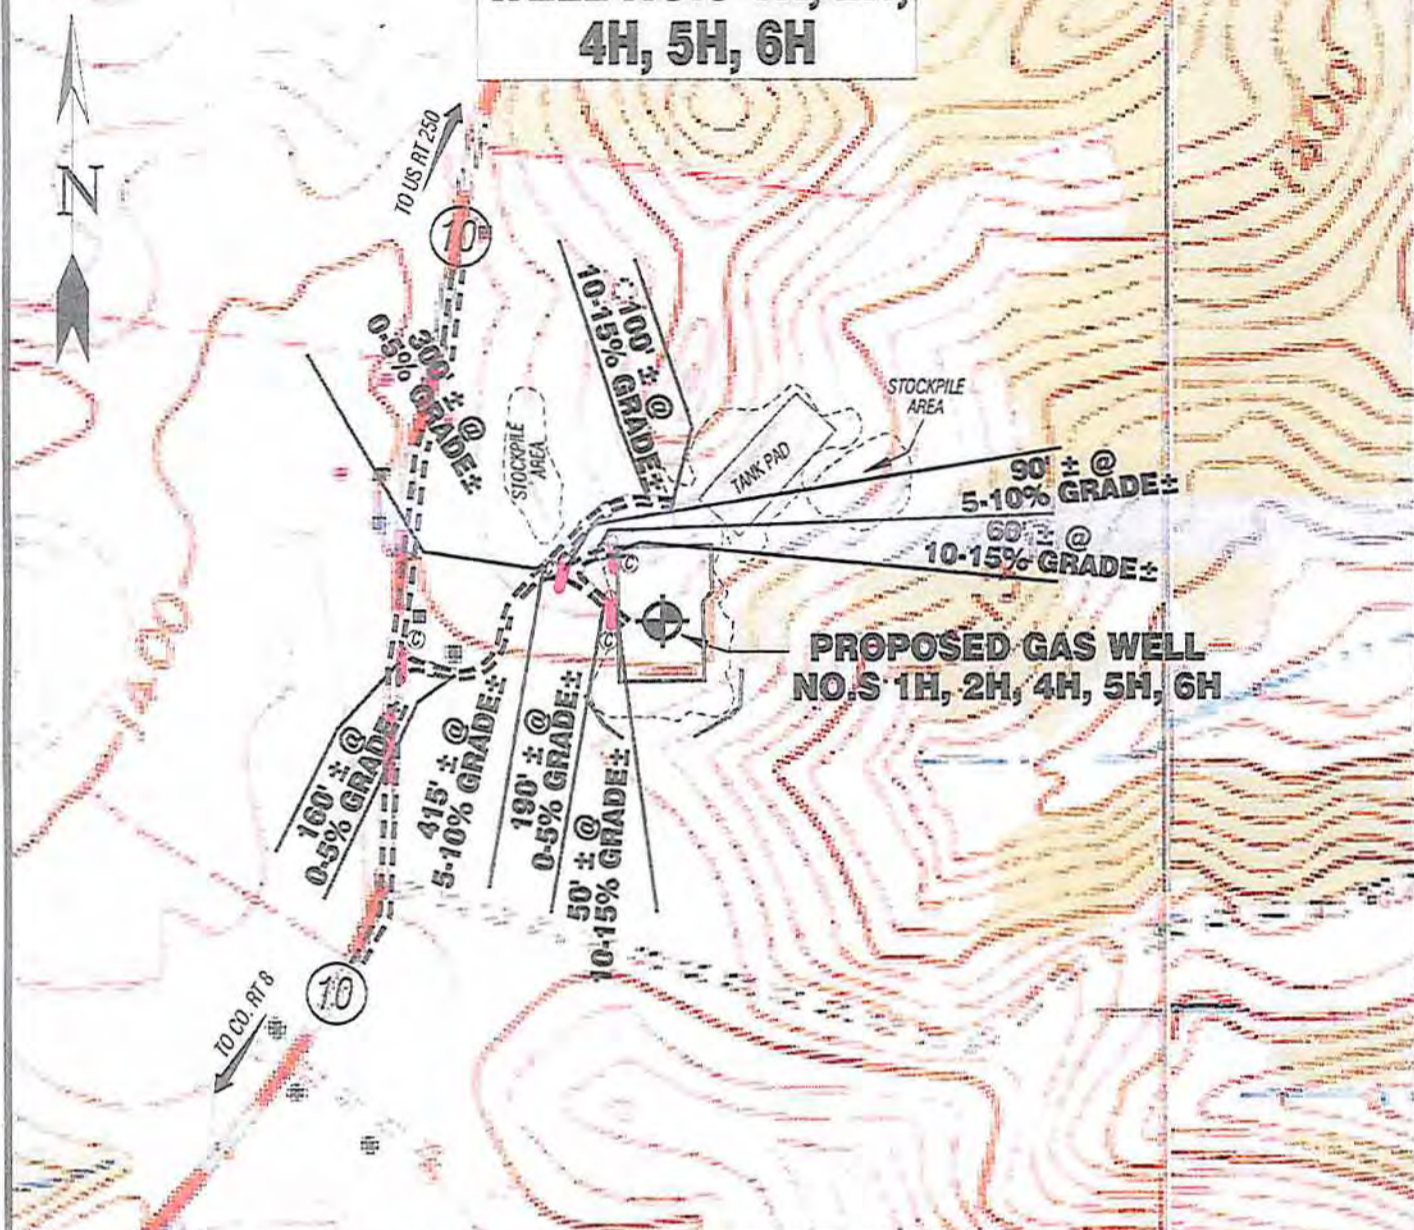 4H, 5H, 6H
TO US RT 250
N
10
100' ± @
10-15% GRADE±
300' ± @
0-5% GRADE±
STOCKPILE
AREA
STOCKPILE
AREA
TANK PAD
90' ± @
5-10% GRADE±
60' ± @
10-15% GRADE±
C
C
C
C
PROPOSED GAS WELL
NO.S 1H, 2H, 4H, 5H, 6H
1400
160' ± @
0-5% GRADE±
415' ± @
5-10% GRADE±
190' ± @
0-5% GRADE±
50' ± @
10-15% GRADE±
10
TO CO. RT 8